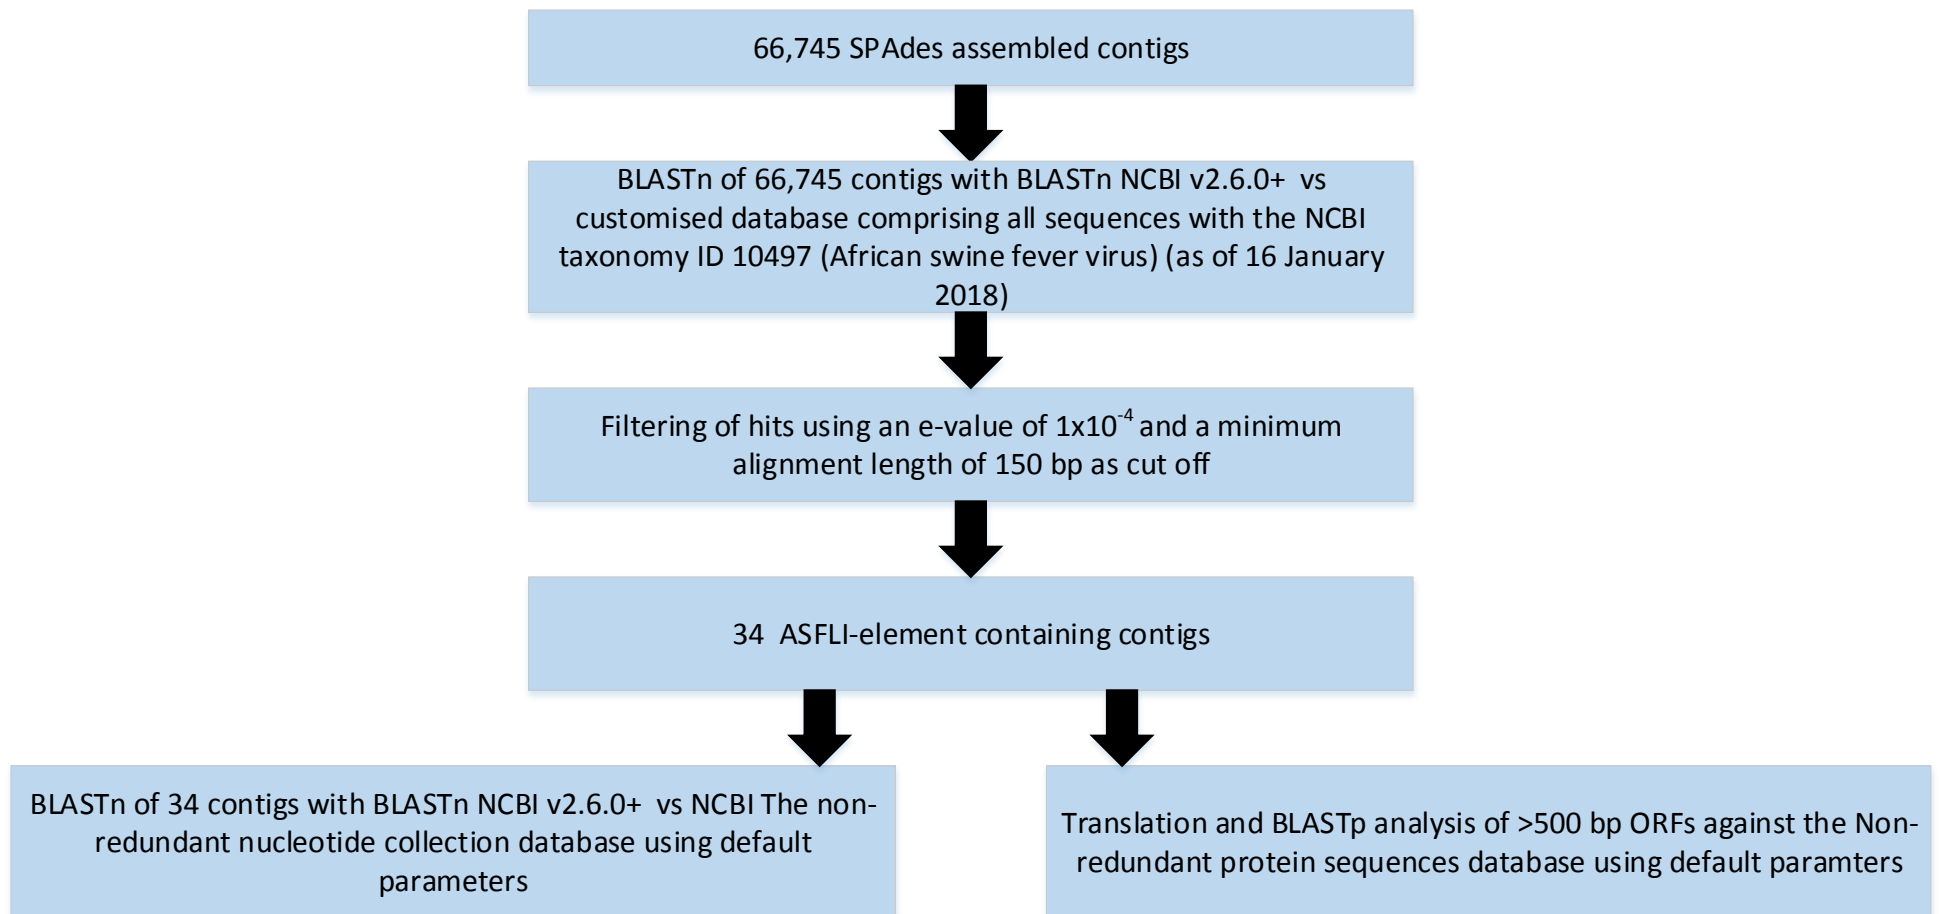 66,745 SPAdes assembled contigs
BLASTn of 66,745 contigs with BLASTn NCBI v2.6.0+ vs
customised database comprising all sequences with the NCBI
taxonomy ID 10497 (African swine fever virus) (as of 16 January
2018)
Filtering of hits using an e-value of 1x10⁻⁴ and a minimum
alignment length of 150 bp as cut off
34 ASFLI-element containing contigs
BLASTn of 34 contigs with BLASTn NCBI v2.6.0+ vs NCBI The non-
redundant nucleotide collection database using default
parameters
Translation and BLASTp analysis of >500 bp ORFs against the Non-
redundant protein sequences database using default paramters